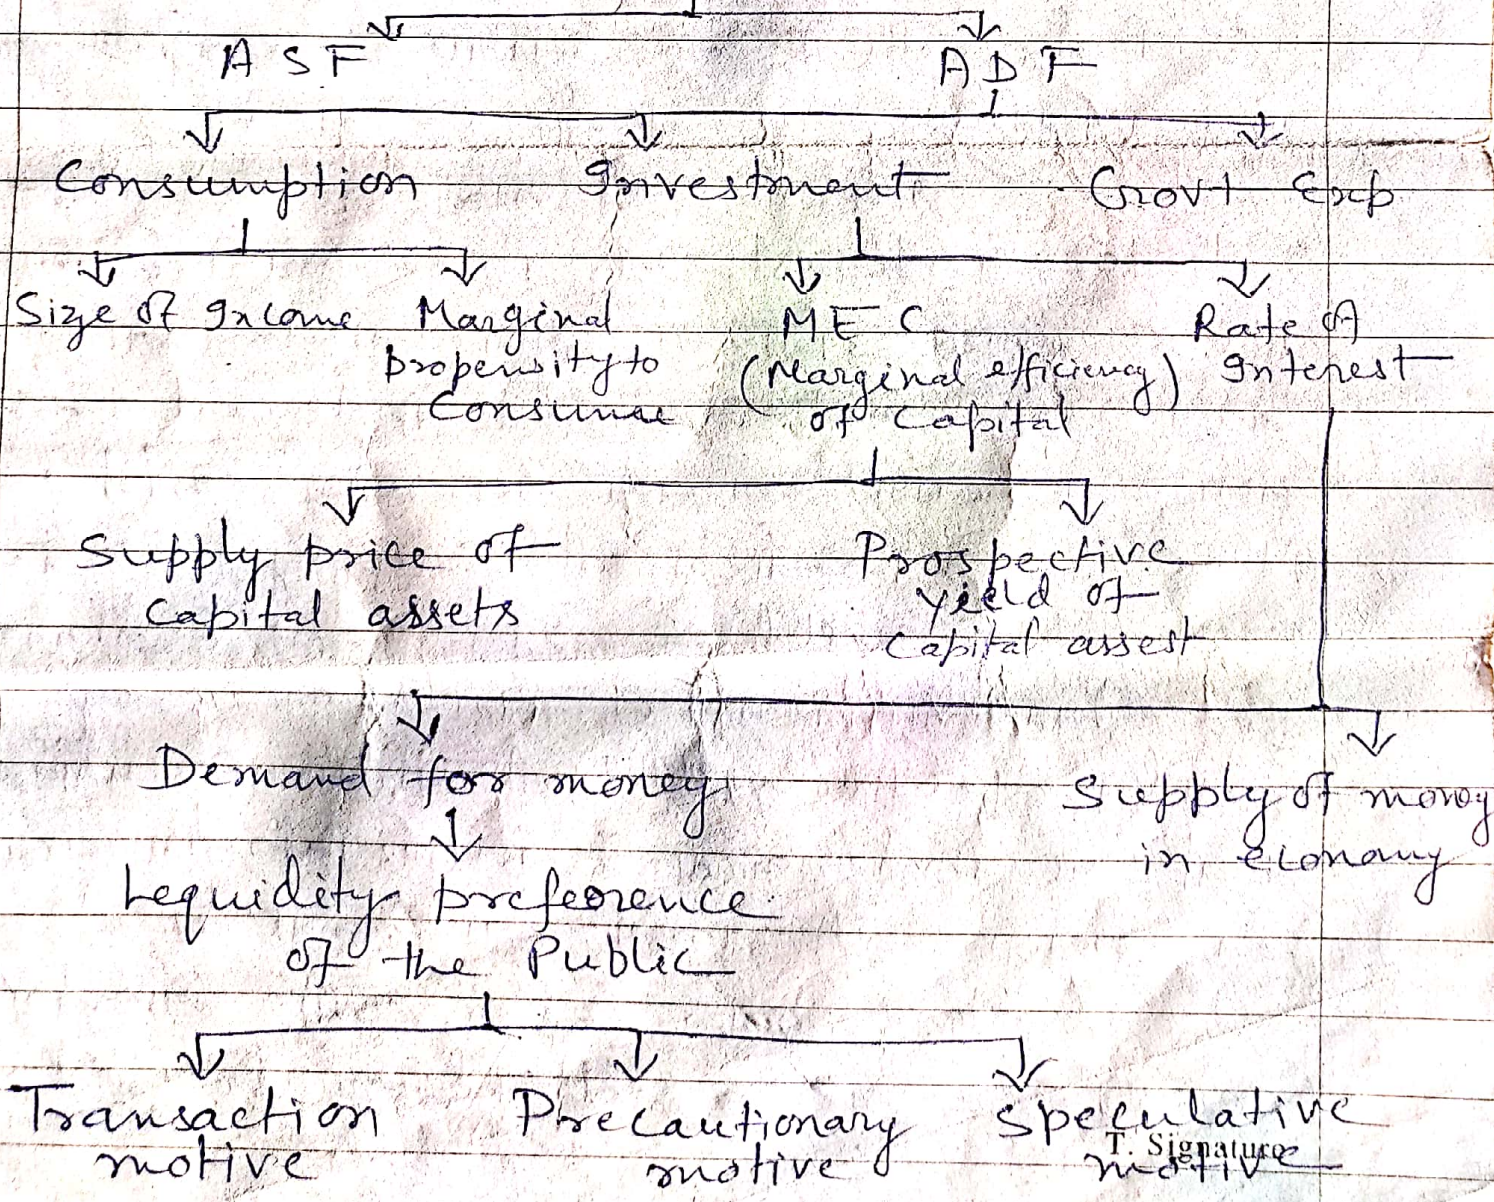 ASF ADF
Consumption Investment Govt Exp
Size of Income Marginal MEC Rate of
propensity to (Marginal efficiency) Interest
Consume of Capital
Supply price of Prospective
Capital assets yield of
Capital assest
Demand for money Supply of money
in economy
Lequidity prefeorence
of the Public
Transaction Precautionary Speculative
motive motive motive
T. Signature